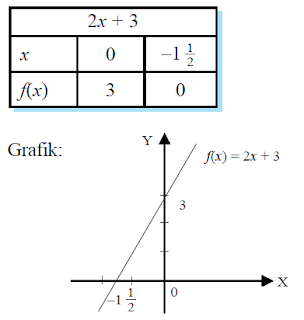 2x + 3
x 0 −1 1/2
f(x) 3 0
Grafik:
Y
f(x) = 2x + 3
3
X
0
−1 1/2